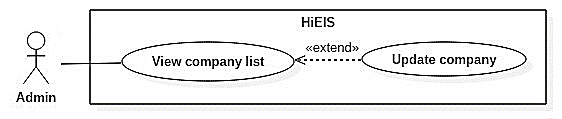 HiEIS
«extend»
View company list
Update company
Admin